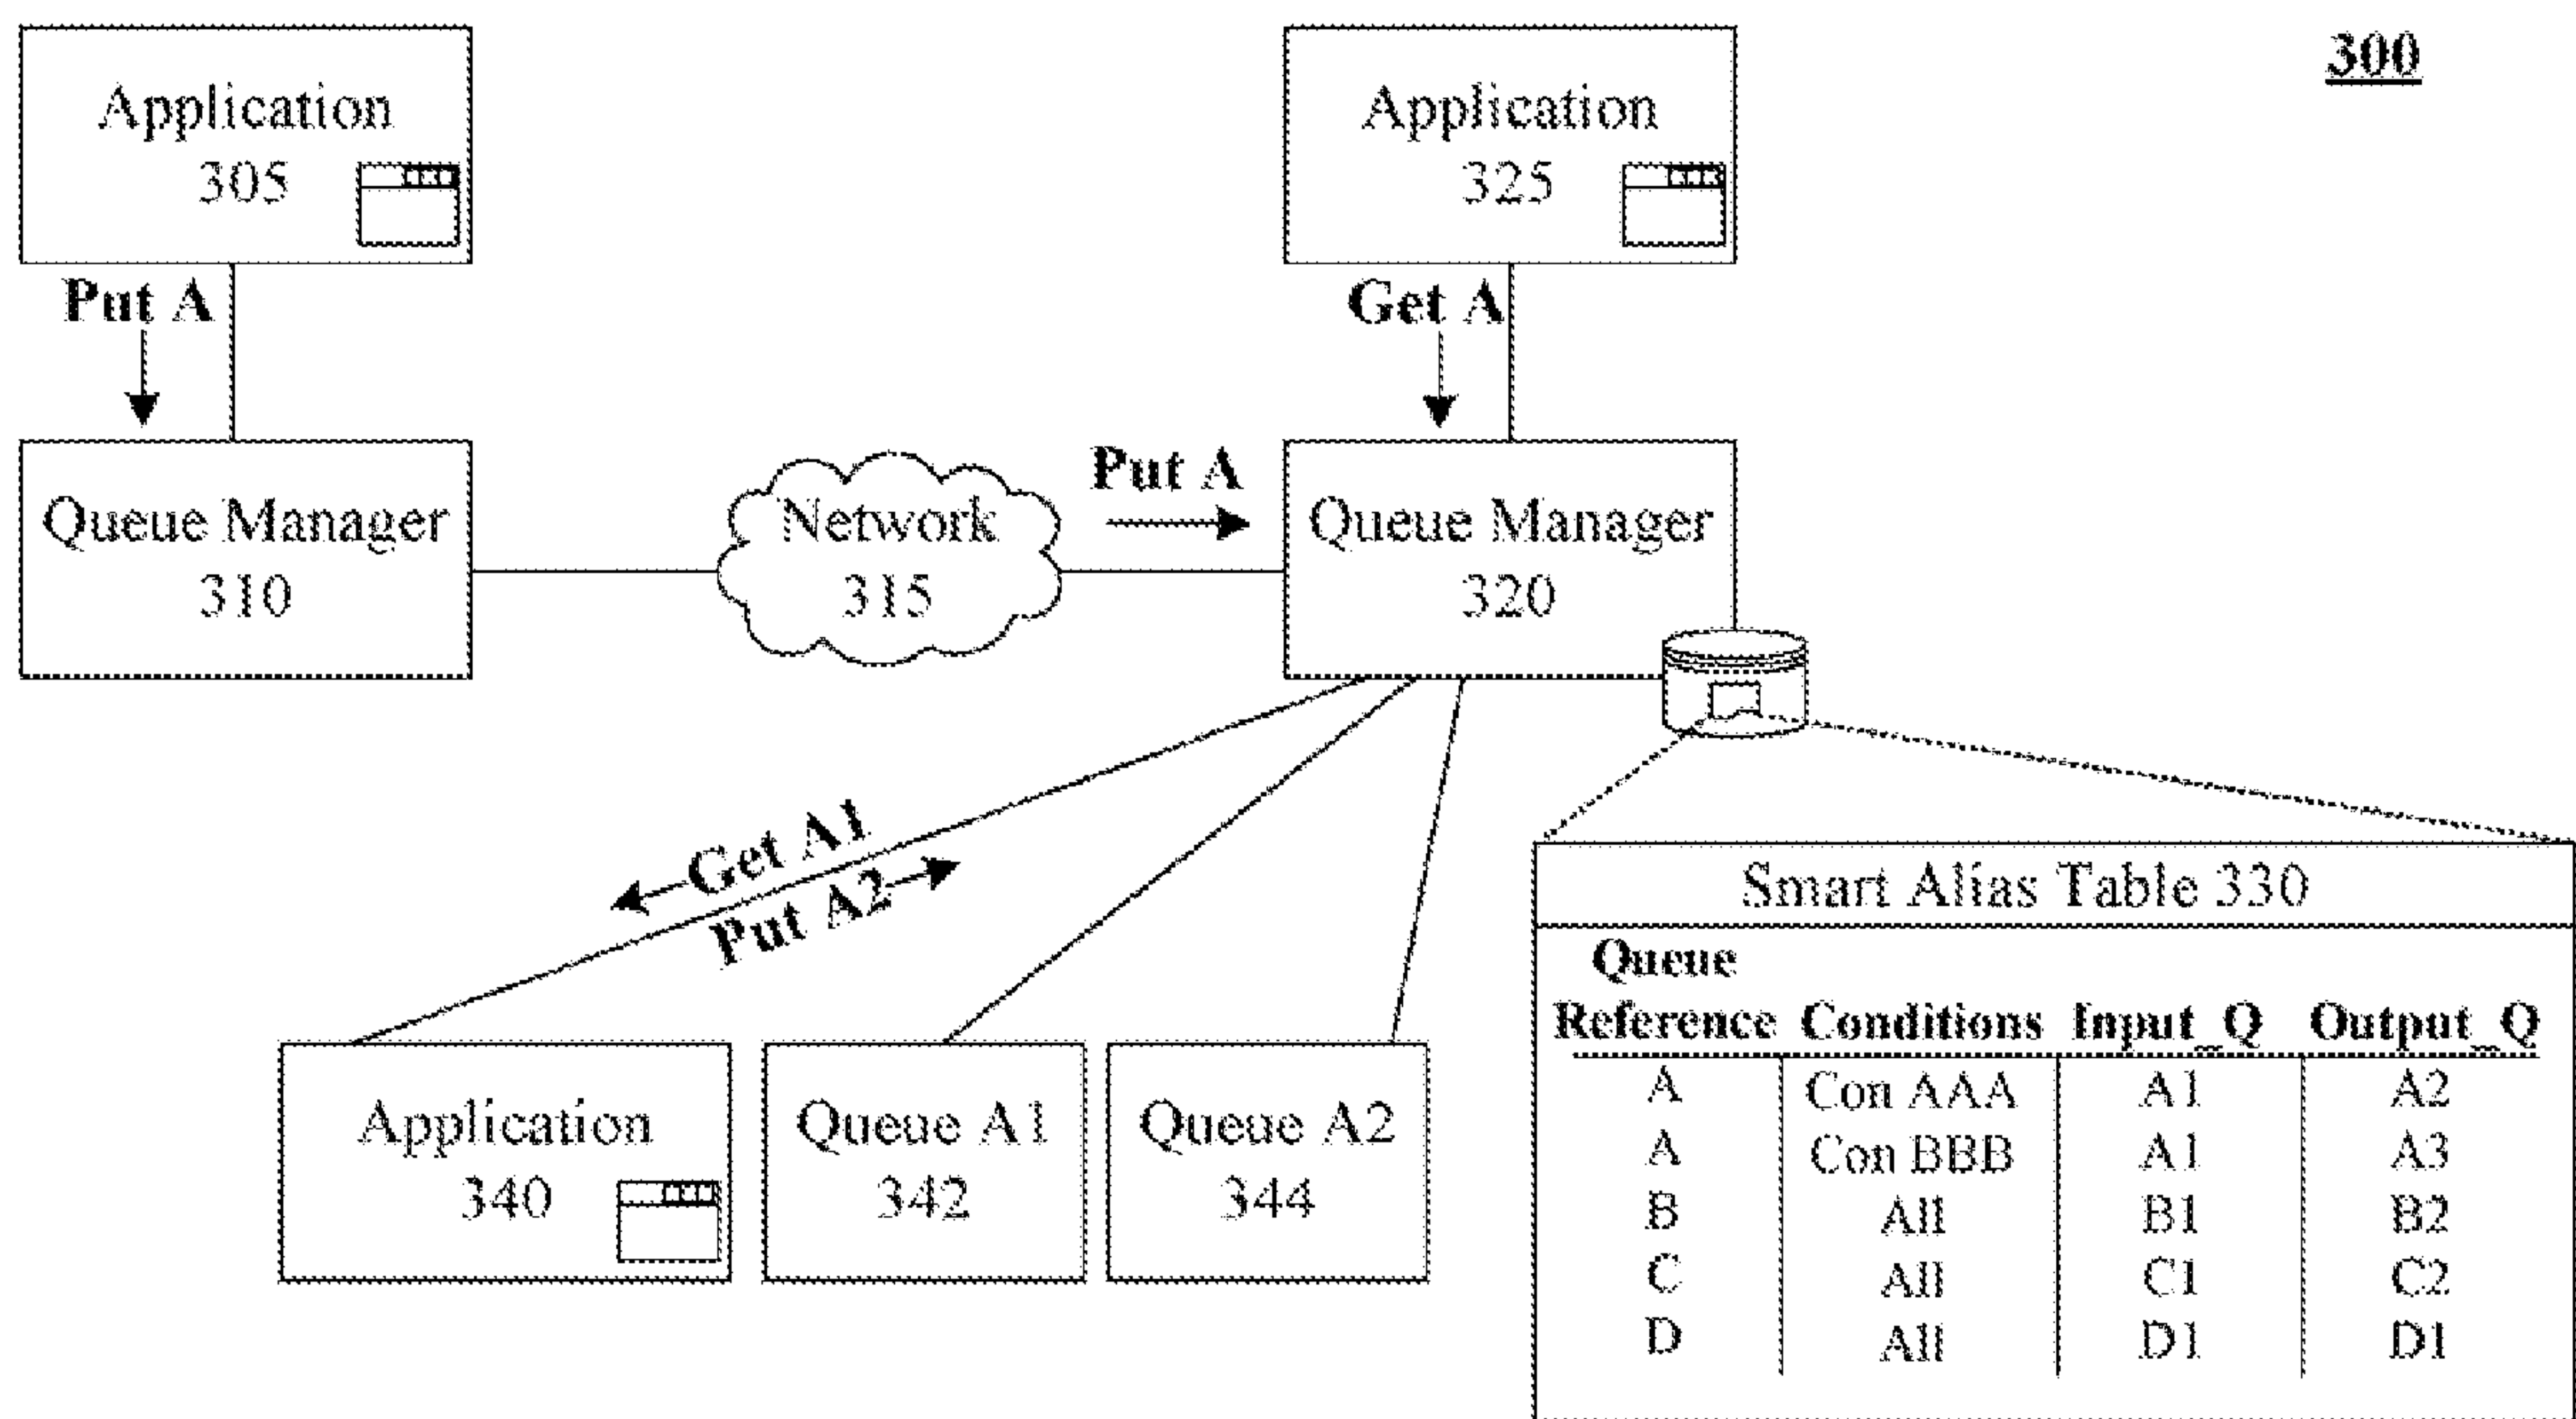 300
Application
305
Application
325
Put A
Get A
Queue Manager
310
Network
315
Put A
Queue Manager
320
Get A1
Put A2
Application
340
Queue A1
342
Queue A2
344
Smart Alias Table 330
Queue
Reference Conditions Input_Q Output_Q
A Con AAA A1 A2
A Con BBB A1 A3
B All B1 B2
C All C1 C2
D All D1 D1